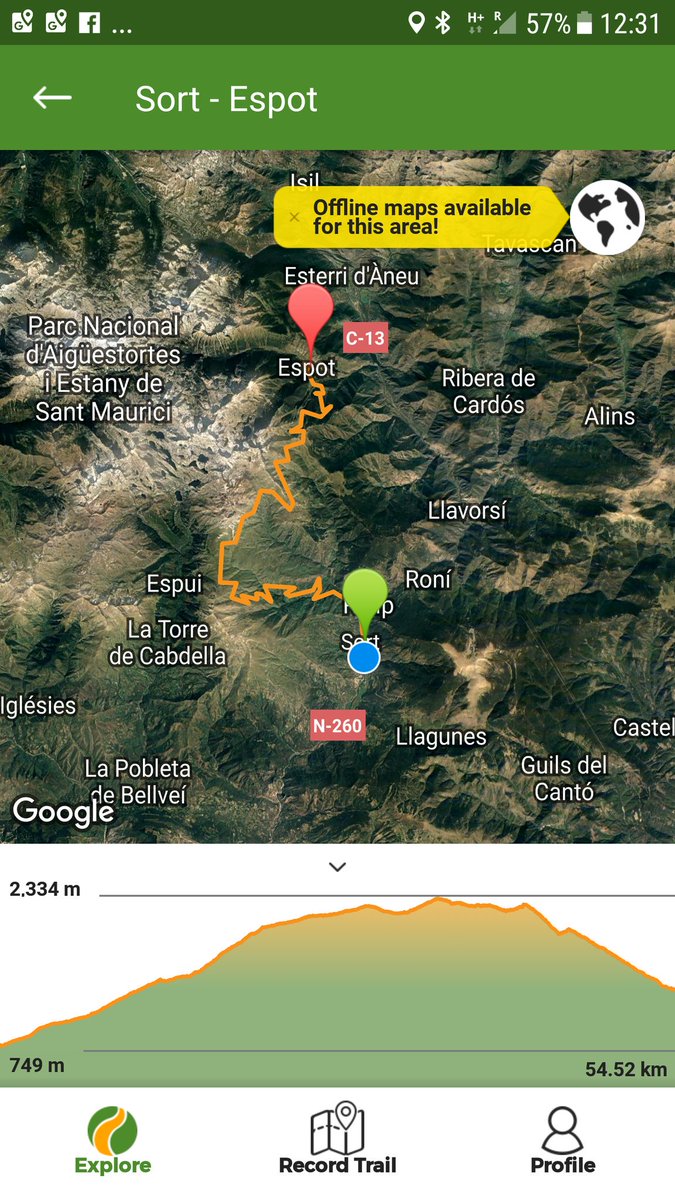 ... H+ R 57% 12:31
Sort - Espot
Isil
Offline maps available
for this area!
Tavascan
Esterri d'Àneu
Parc Nacional
d'Aigüestortes
i Estany de
Sant Maurici
C-13
Espot
Ribera de
Cardós
Alins
Llavorsí
Espui
Roní
La Torre
de Cabdella
Sort
Iglésies
N-260
Llagunes
Castel
La Pobleta
de Bellveí
Guils del
Cantó
Google
2,334 m
749 m
54.52 km
Explore
Record Trail
Profile